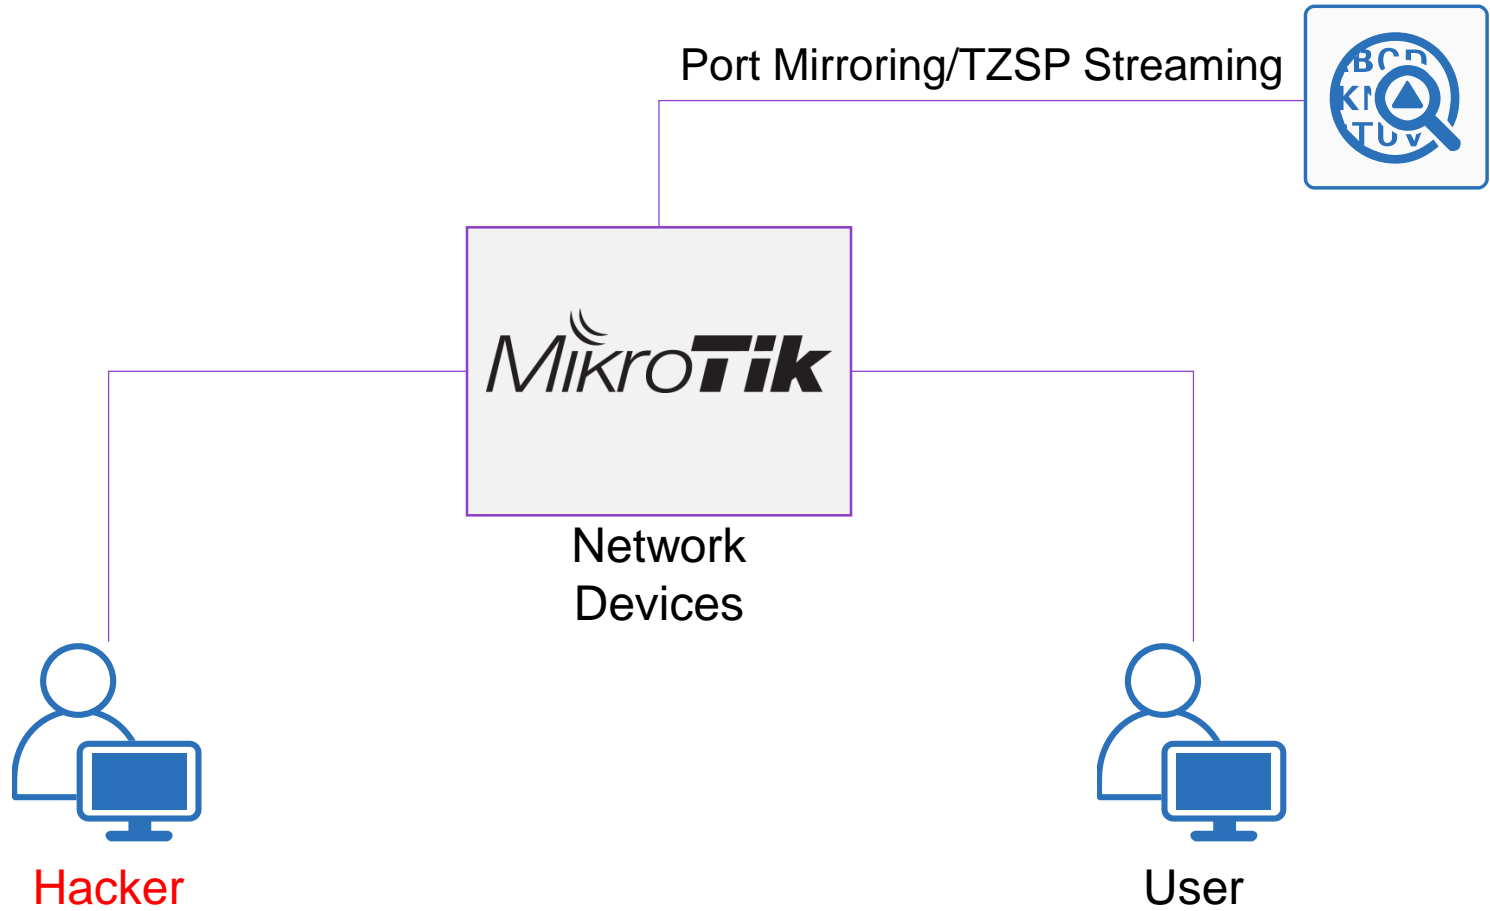 Port Mirroring/TZSP Streaming
MikroTik
Network
Devices
Hacker
User